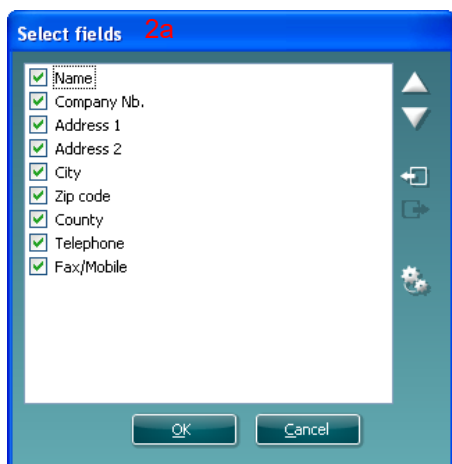 Select fields 2a
Name
Company Nb.
Address 1
Address 2
City
Zip code
County
Telephone
Fax/Mobile
OK Cancel